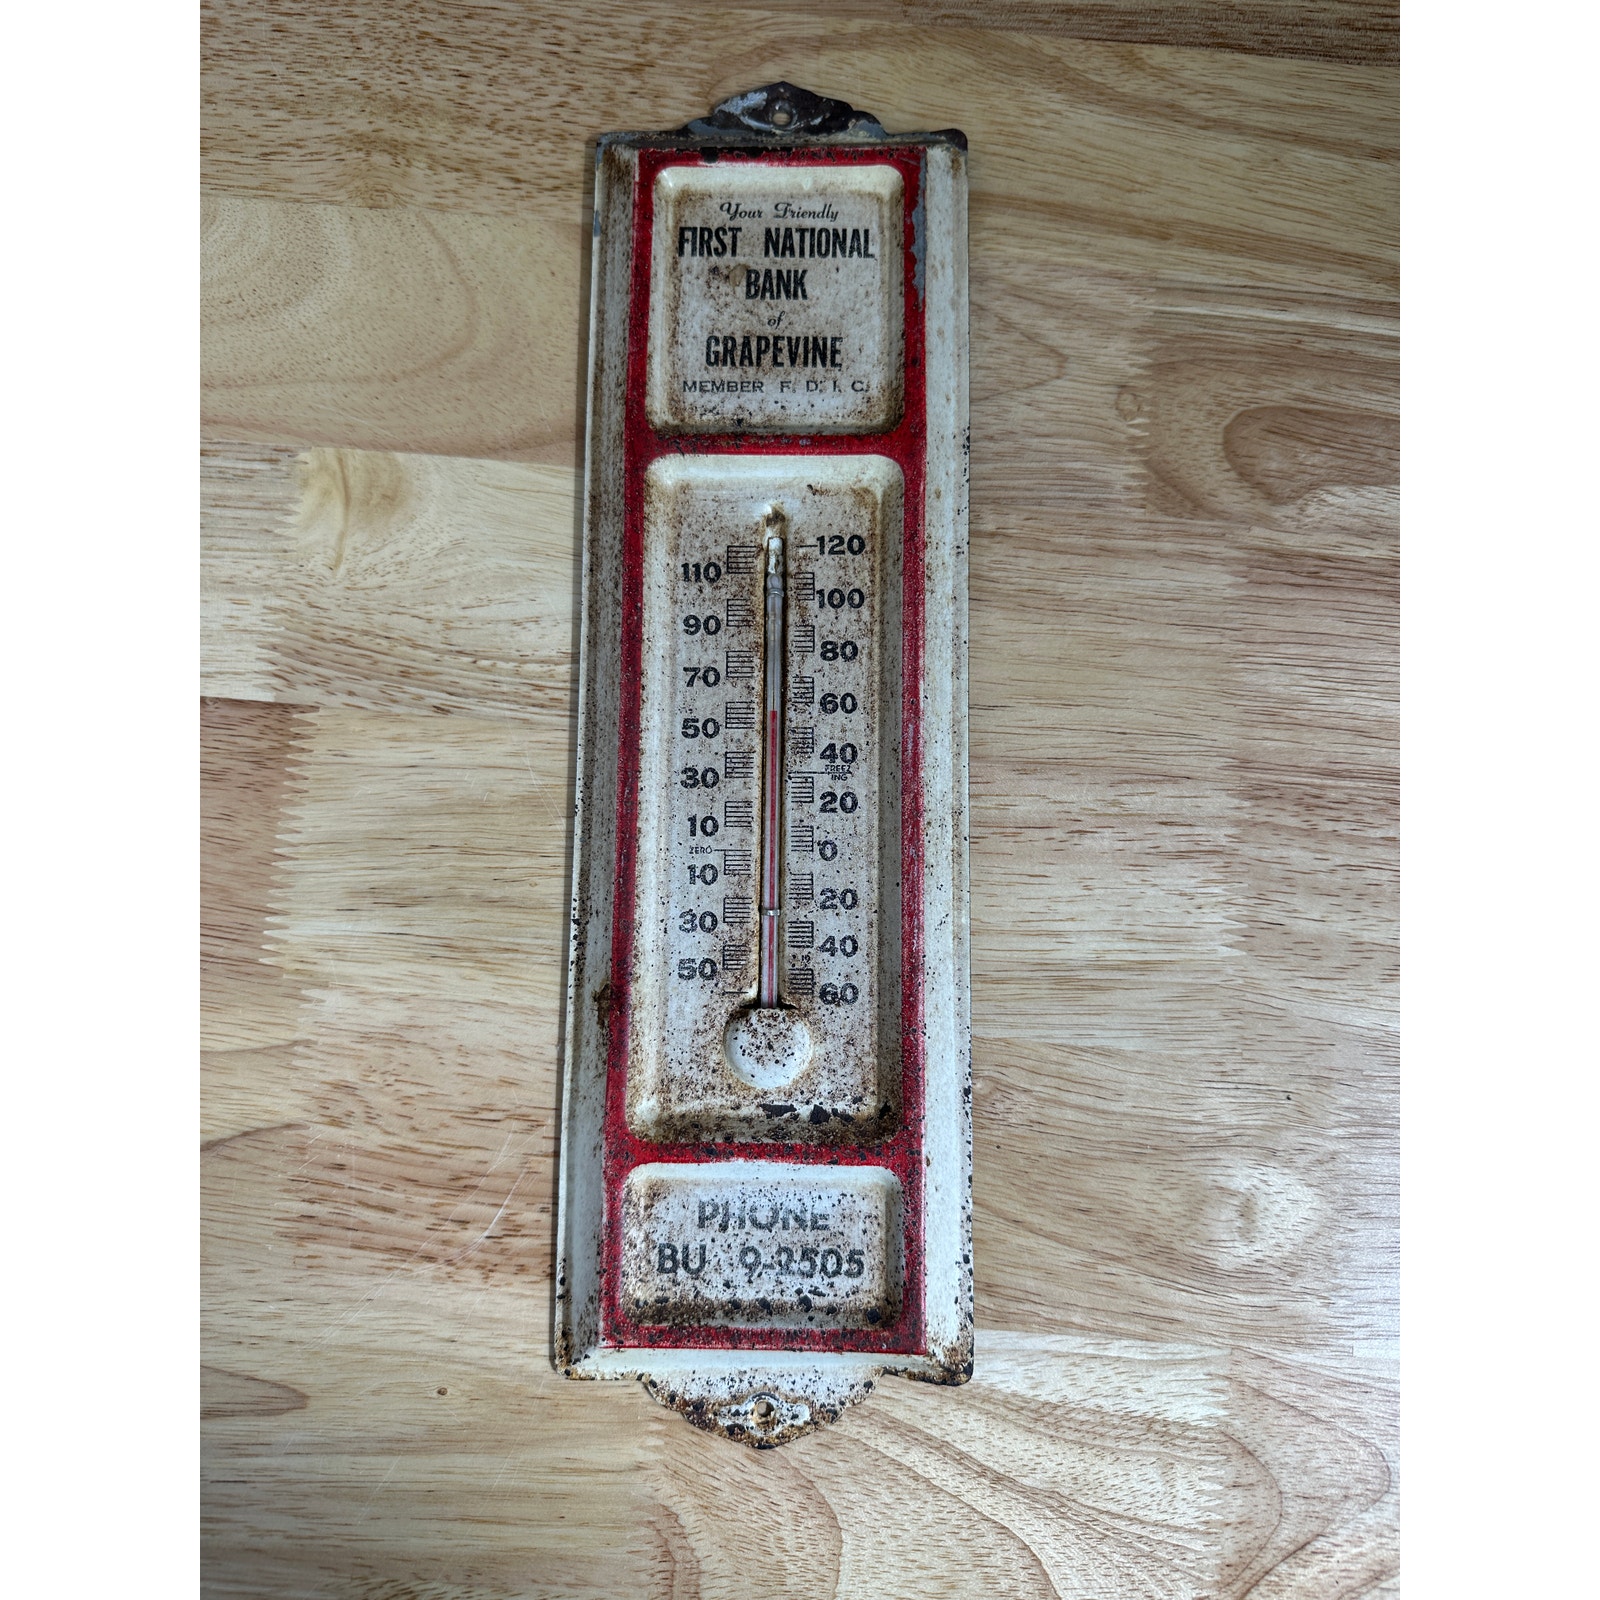 Your Friendly
FIRST NATIONAL
BANK
of
GRAPEVINE
MEMBER F. D. I. C.
120
110
100
90
80
70
60
50
40
FREEZ
ING
30
20
10
ZERO 0
10
20
30
40
50
60
PHONE
BU 9-2505